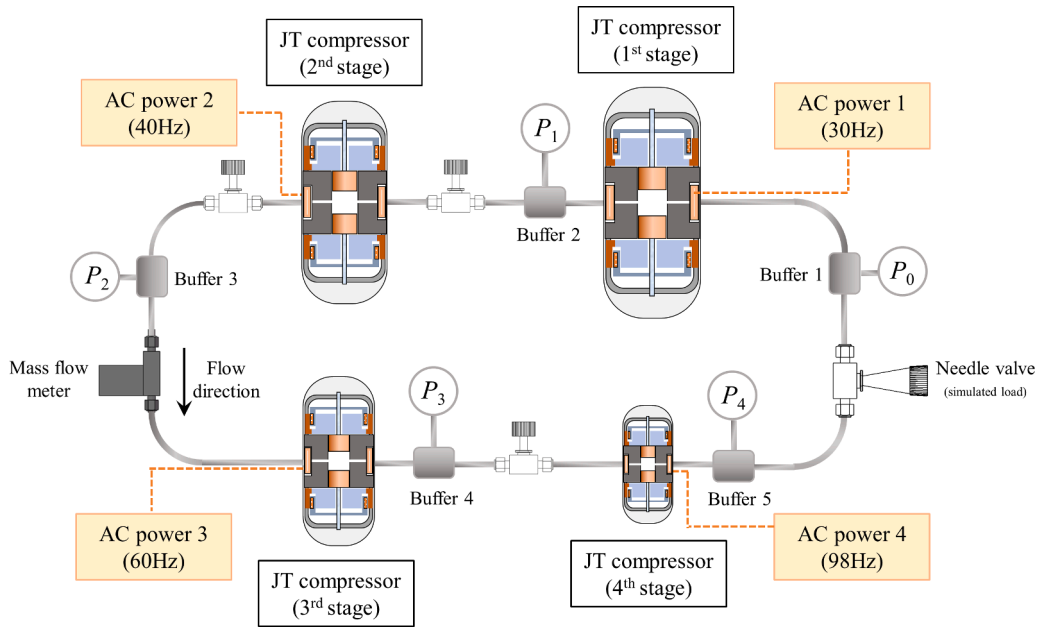 JT compressor
(2nd stage)
JT compressor
(1st stage)
AC power 2
(40Hz)
AC power 1
(30Hz)
P1
Buffer 2
P2
Buffer 3
Buffer 1
P0
Mass flow
meter
Flow
direction
Needle valve
(simulated load)
P3
P4
Buffer 4
Buffer 5
AC power 3
(60Hz)
AC power 4
(98Hz)
JT compressor
(3rd stage)
JT compressor
(4th stage)